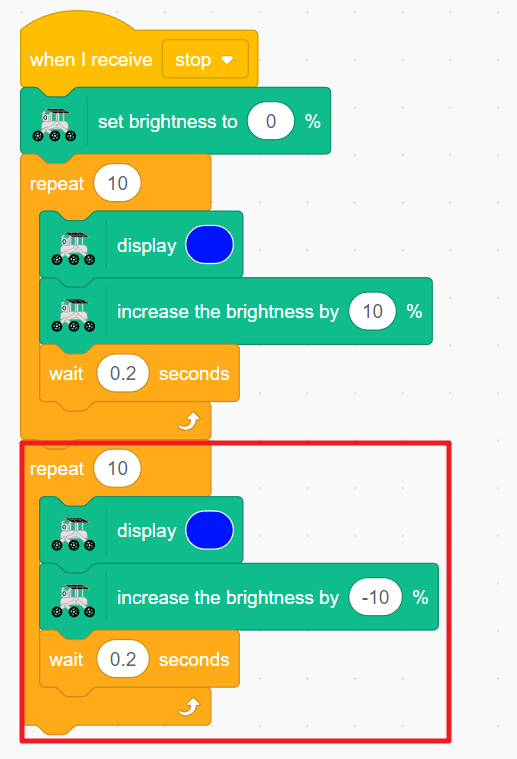 when I receive stop
set brightness to 0 %
repeat 10
display
increase the brightness by 10 %
wait 0.2 seconds
repeat 10
display
increase the brightness by -10 %
wait 0.2 seconds